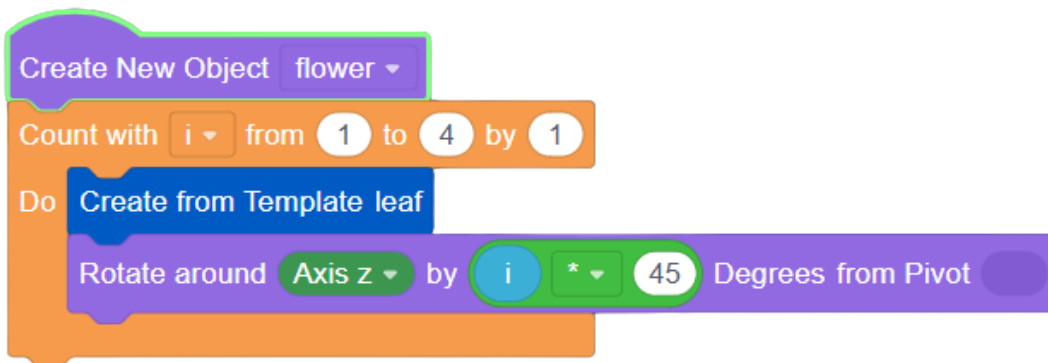 Create New Object flower
Count with i from 1 to 4 by 1
Do Create from Template leaf
Rotate around Axis z by i * 45 Degrees from Pivot